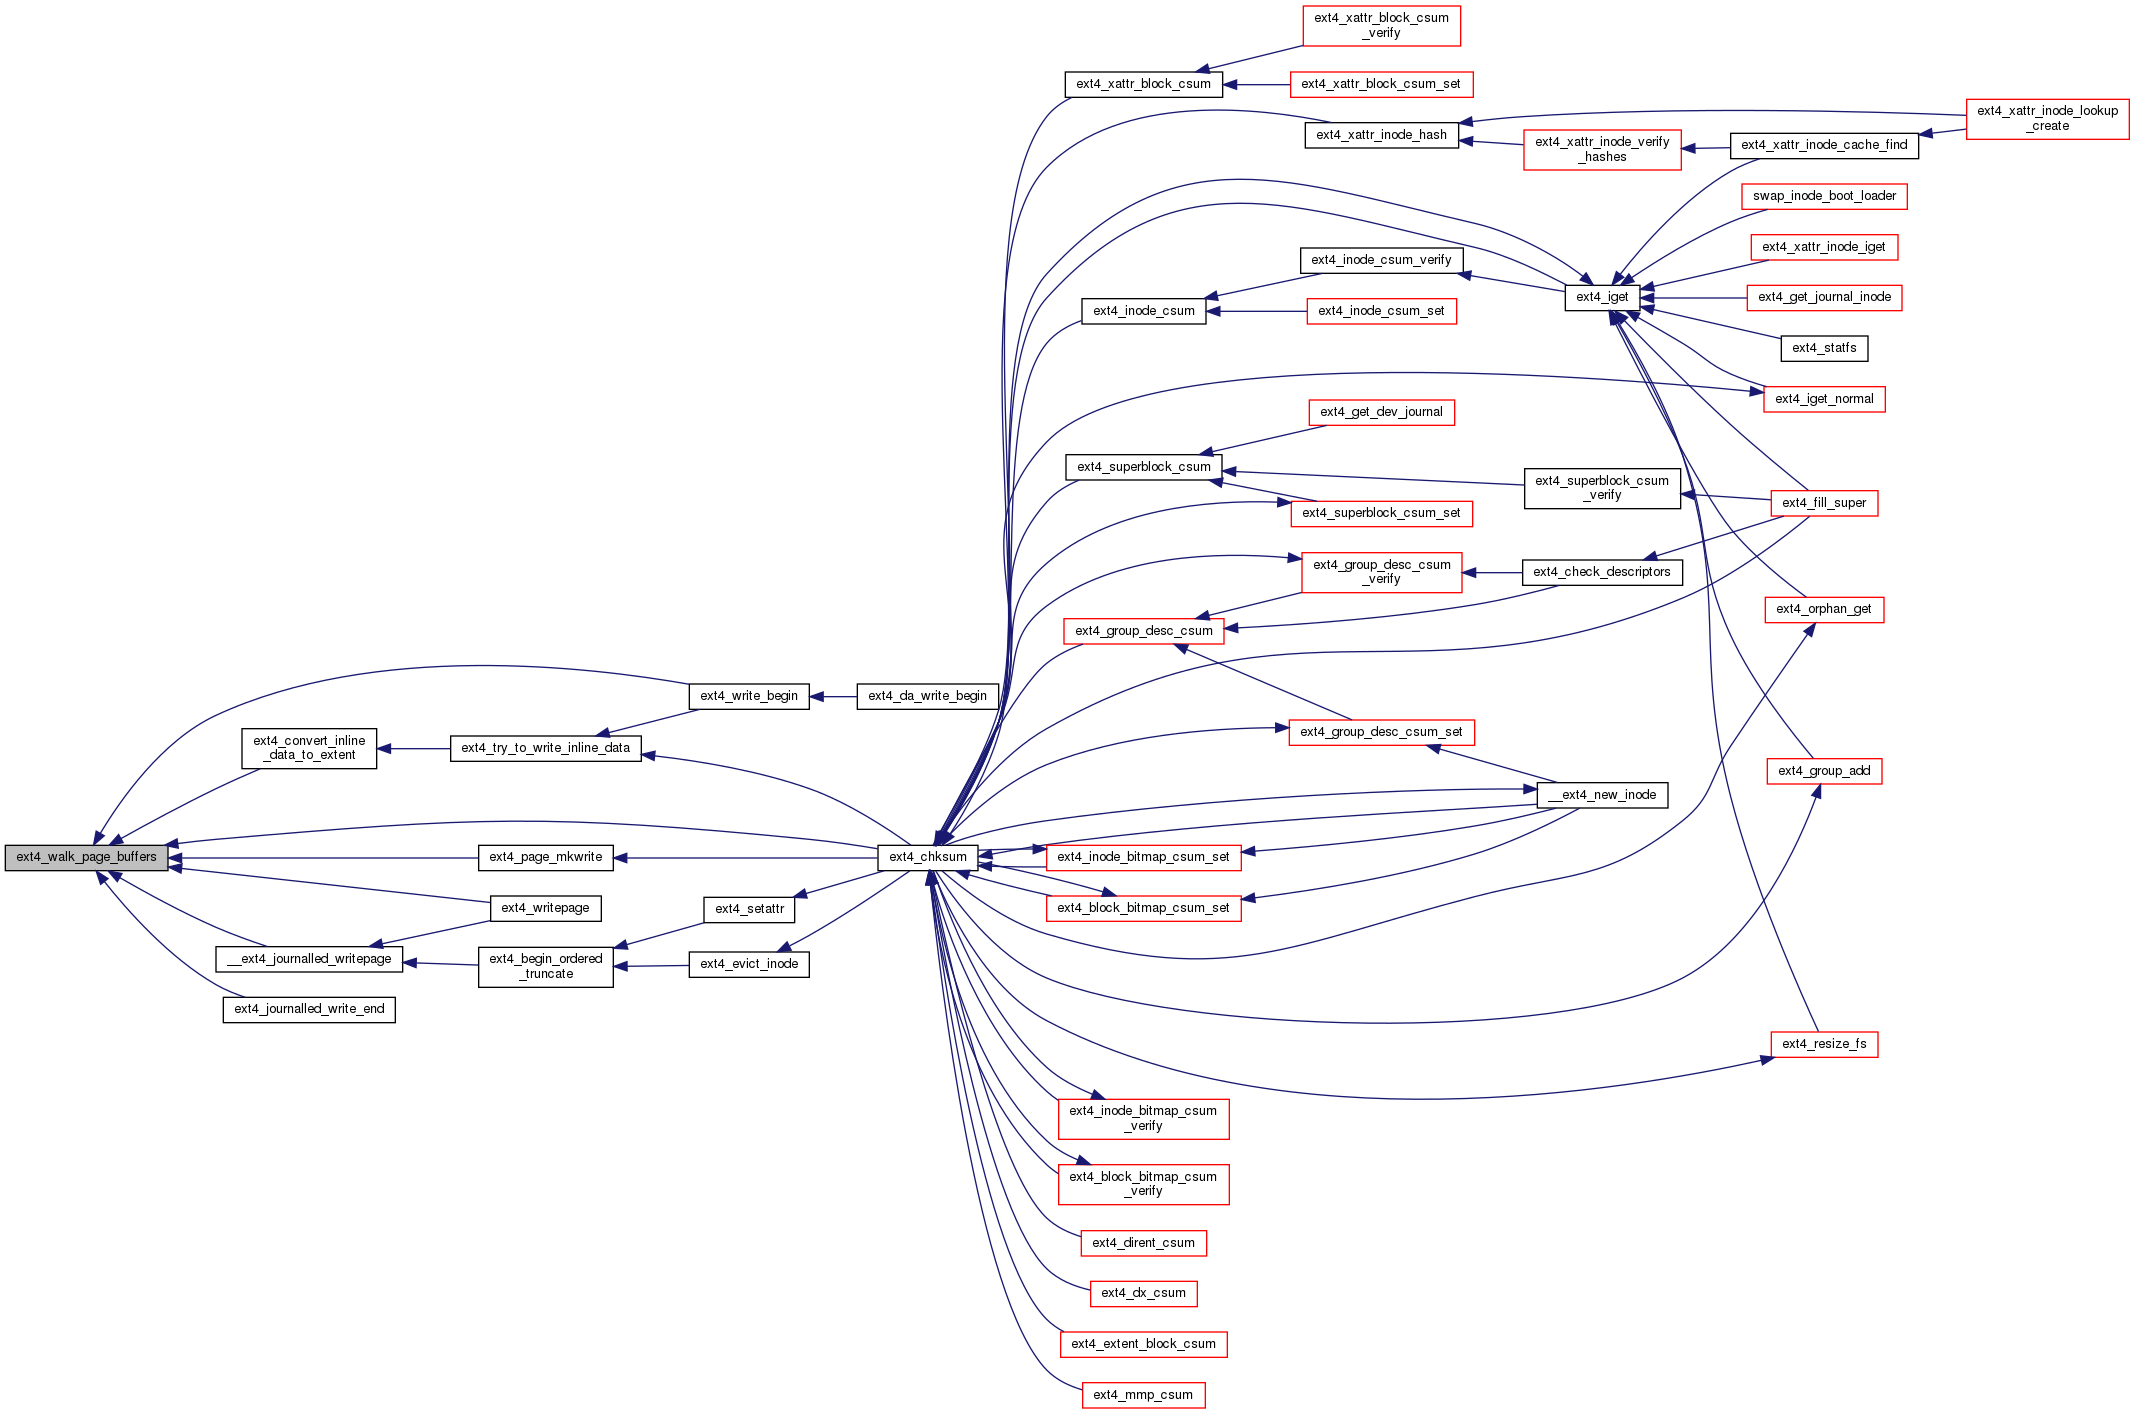 ext4_xattr_block_csum
_verify
ext4_xattr_block_csum
ext4_xattr_block_csum_set
ext4_xattr_inode_lookup
_create
ext4_xattr_inode_hash
ext4_xattr_inode_verify
_hashes
ext4_xattr_inode_cache_find
swap_inode_boot_loader
ext4_xattr_inode_iget
ext4_inode_csum_verify
ext4_iget
ext4_get_journal_inode
ext4_inode_csum
ext4_inode_csum_set
ext4_statfs
ext4_iget_normal
ext4_get_dev_journal
ext4_superblock_csum
ext4_superblock_csum
_verify
ext4_superblock_csum_set
ext4_fill_super
ext4_group_desc_csum
_verify
ext4_check_descriptors
ext4_orphan_get
ext4_group_desc_csum
ext4_write_begin
ext4_da_write_begin
ext4_group_desc_csum_set
ext4_convert_inline
_data_to_extent
ext4_try_to_write_inline_data
ext4_group_add
__ext4_new_inode
ext4_walk_page_buffers
ext4_page_mkwrite
ext4_chksum
ext4_inode_bitmap_csum_set
ext4_writepage
ext4_setattr
ext4_block_bitmap_csum_set
__ext4_journalled_writepage
ext4_begin_ordered
_truncate
ext4_evict_inode
ext4_journalled_write_end
ext4_resize_fs
ext4_inode_bitmap_csum
_verify
ext4_block_bitmap_csum
_verify
ext4_dirent_csum
ext4_dx_csum
ext4_extent_block_csum
ext4_mmp_csum